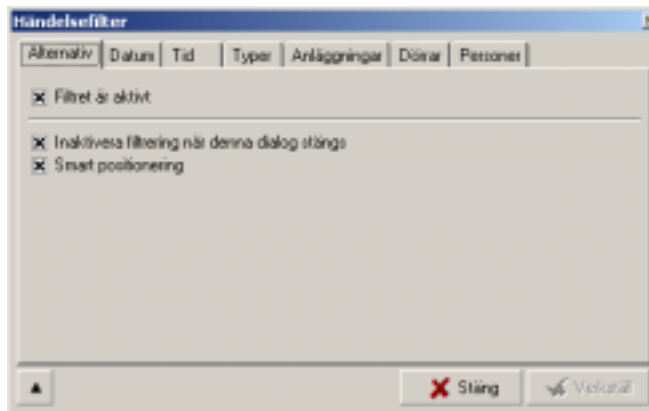 Händelsefilter
Alternativ Datum Tid Typer Anläggningar Dörrar Personer
Filtret är aktivt
Inaktivera filtrering när denna dialog stängs
Smart positionering
Stäng Verkställ